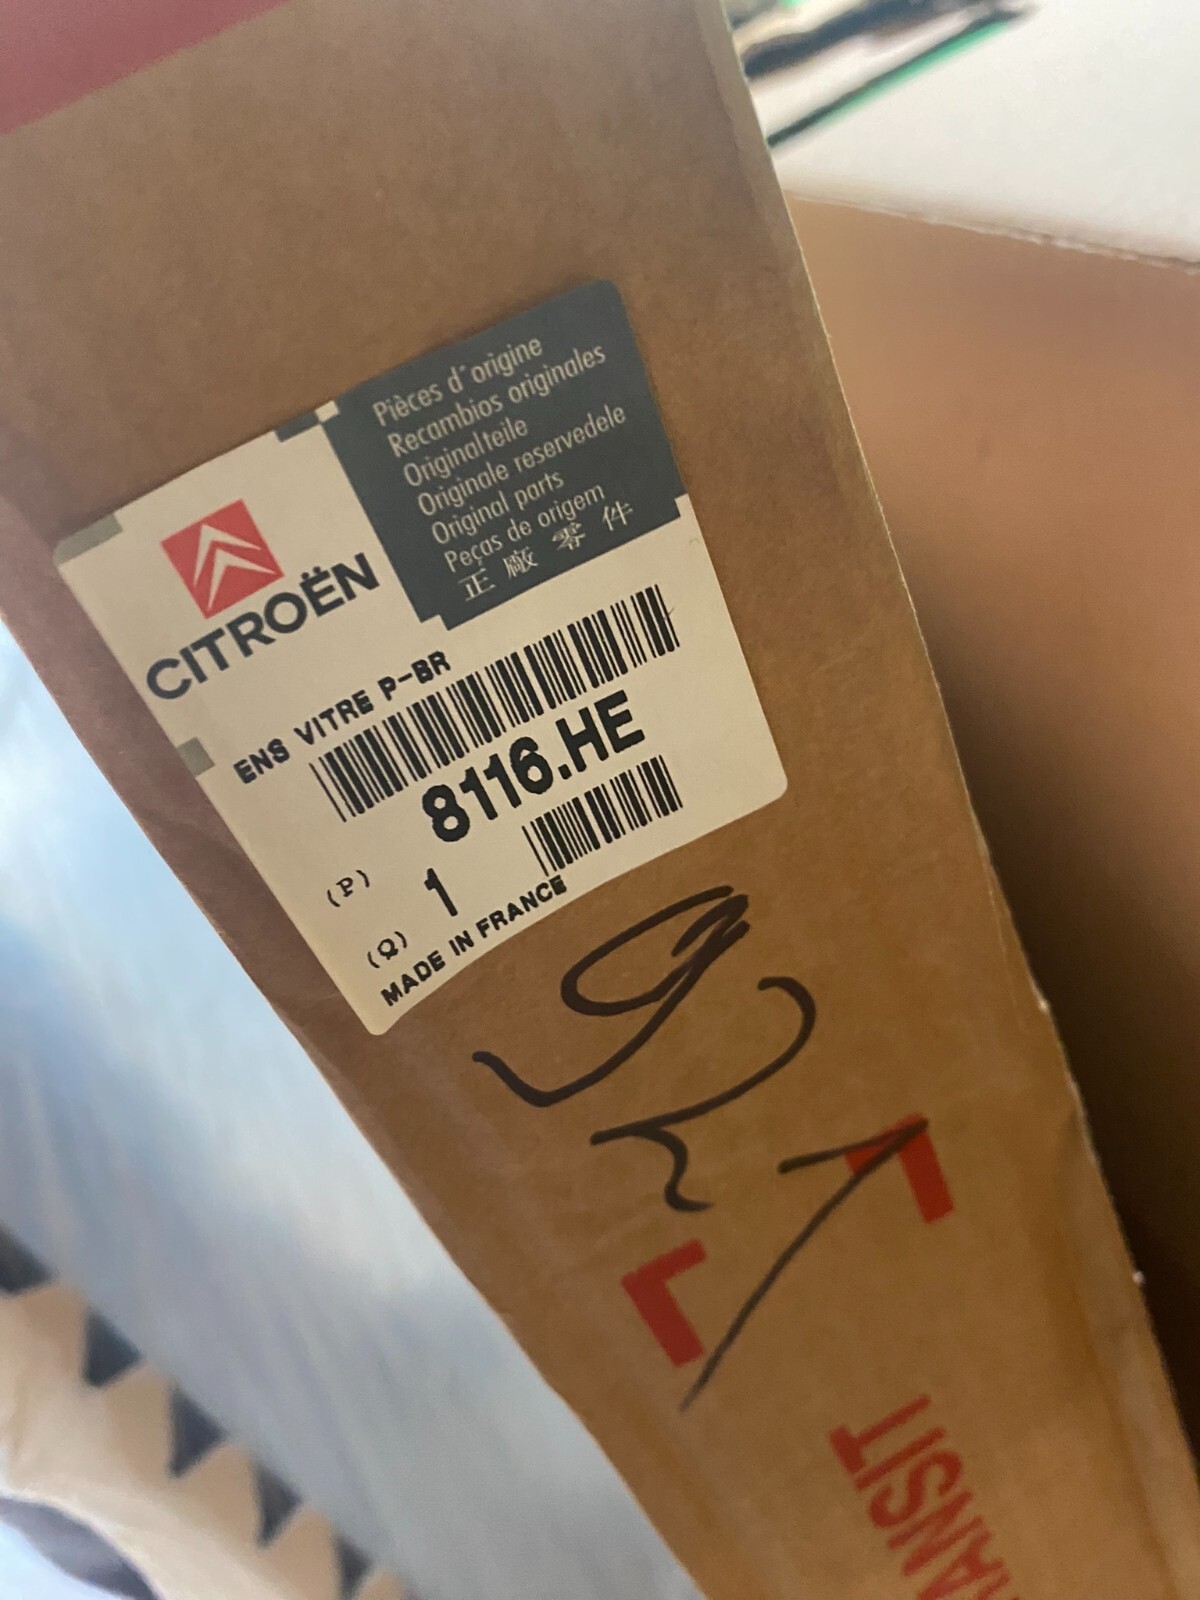 Pièces d'origine
Recambios originales
Originalteile
Originale reservedele
Original parts
Peças de origem
正廠零件
CITROËN
ENS VITRE P-BR
8116.HE
(P)
1
(Q)
MADE IN FRANCE